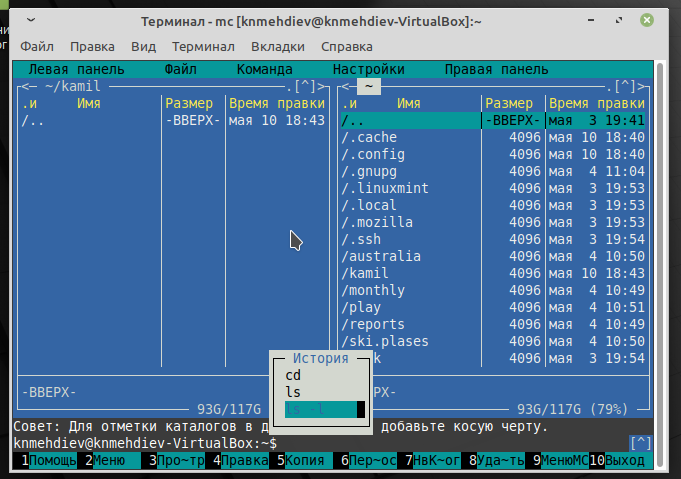 Терминал - mc [knmehdiev@knmehdiev-VirtualBox]:~
Файл Правка Вид Терминал Вкладки Справка
Левая панель Файл Команда Настройки Правая панель
<— ~/kamil .[^]> <— ~ .[^]>
.и Имя Размер Время правки .и Имя Размер Время правки
/.. -ВВЕРХ- мая 10 18:43 /.. -ВВЕРХ- мая 3 19:41
/.cache 4096 мая 10 18:40
/.config 4096 мая 10 18:40
/.gnupg 4096 мая 4 11:04
/.linuxmint 4096 мая 3 19:53
/.local 4096 мая 3 19:53
/.mozilla 4096 мая 3 19:53
/.ssh 4096 мая 3 19:54
/australia 4096 мая 4 10:50
/kamil 4096 мая 10 18:43
/monthly 4096 мая 4 10:49
/play 4096 мая 4 10:51
/reports 4096 мая 4 10:49
/ski.plases 4096 мая 4 10:50
4096 мая 3 19:54
История
cd
ls
ls -l
-ВВЕРХ-
93G/117G 93G/117G (79%)
Совет: Для отметки каталогов в добавьте косую черту.
knmehdiev@knmehdiev-VirtualBox:~$ [^]
1Помощь 2Меню 3Про~тр 4Правка 5Копия 6Пер~ос 7НвК~ог 8Уда~ть 9МенюMC 10Выход